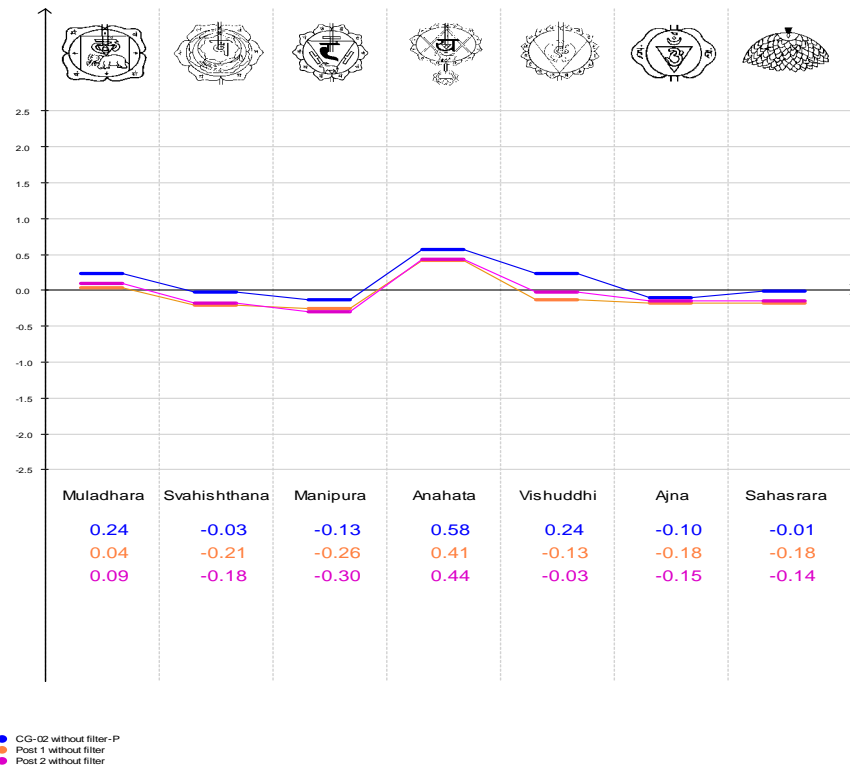 2.5
2.0
1.5
1.0
0.5
0.0
-0.5
-1.0
-1.5
-2.0
-2.5
Muladhara Svahishthana Manipura Anahata Vishuddhi Ajna Sahasrara
0.24 -0.03 -0.13 0.58 0.24 -0.10 -0.01
0.04 -0.21 -0.26 0.41 -0.13 -0.18 -0.18
0.09 -0.18 -0.30 0.44 -0.03 -0.15 -0.14
CG-02 without filter-P
Post 1 without filter
Post 2 without filter